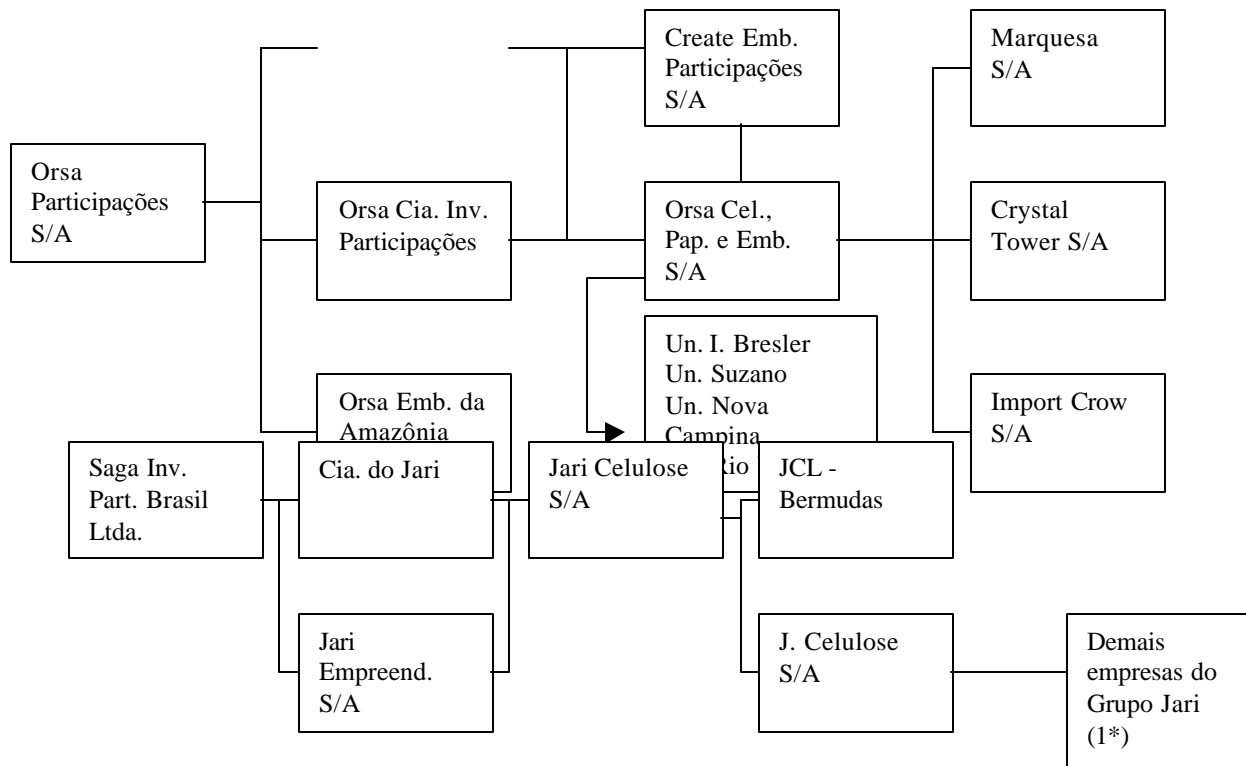 Create Emb.
Participações
S/A
Marquesa
S/A
Orsa
Participações
S/A
Orsa Cia. Inv.
Participações
Orsa Cel.,
Pap. e Emb.
S/A
Crystal
Tower S/A
Un. I. Bresler
Un. Suzano
Un. Nova
Campina
Rio
Orsa Emb. da
Amazônia
Import Crow
S/A
Saga Inv.
Part. Brasil
Ltda.
Cia. do Jari
Jari Celulose
S/A
JCL -
Bermudas
Jari
Empreend.
S/A
J. Celulose
S/A
Demais
empresas do
Grupo Jari
(1*)